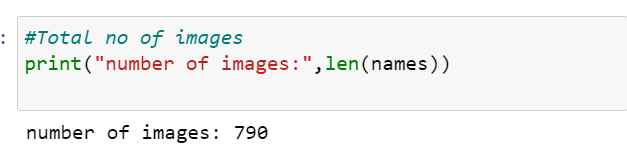 : #Total no of images
print("number of images:",len(names))
number of images: 790